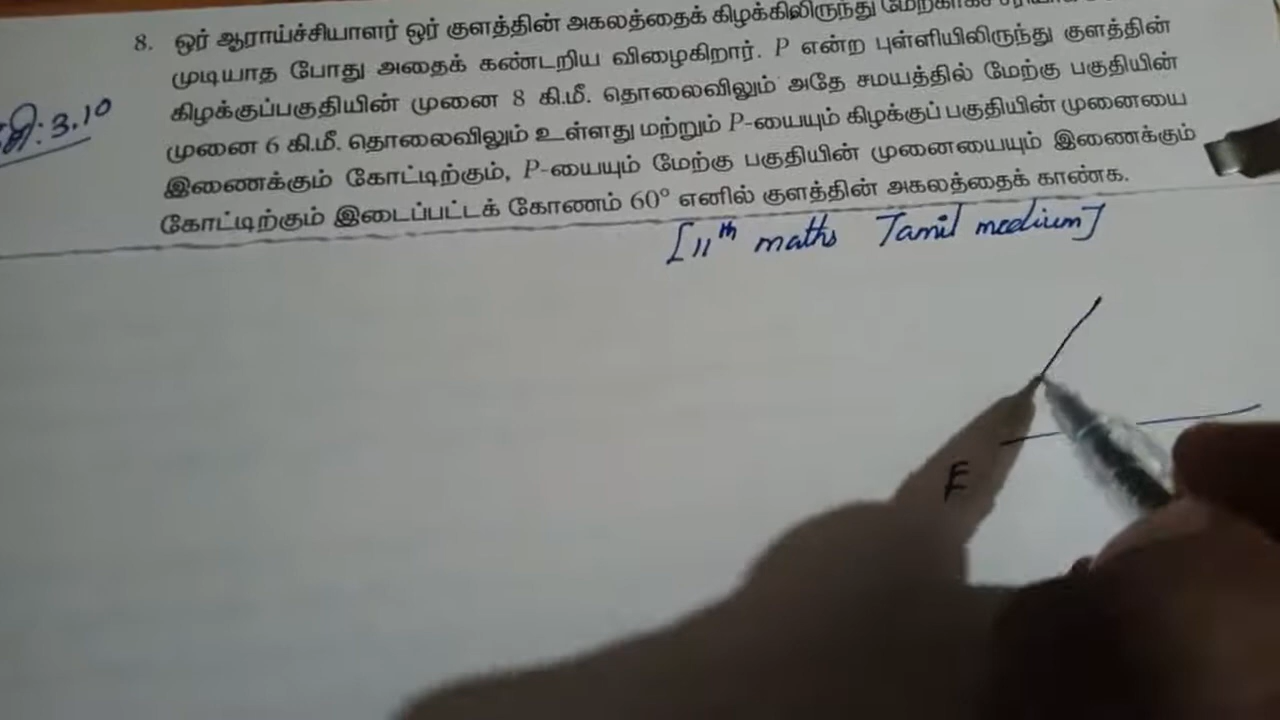 8. ஓர் ஆராய்ச்சியாளர் ஓர் குளத்தின் அகலத்தைக் கிழக்கிலிருந்து
முடியாத போது அதைக் கண்டறிய விழைகிறார். P என்ற புள்ளியிலிருந்து குளத்தின்
கிழக்குப்பகுதியின் முனை 8 கி.மீ. தொலைவிலும் அதே சமயத்தில் மேற்கு பகுதியின்
3.10
முனை 6 கி.மீ. தொலைவிலும் உள்ளது மற்றும் P-யையும் கிழக்குப் பகுதியின் முனையை
இணைக்கும் கோட்டிற்கும், P-யையும் மேற்கு பகுதியின் முனையையும் இணைக்கும்
கோட்டிற்கும் இடைப்பட்டக் கோணம் 60° எனில் குளத்தின் அகலத்தைக் காண்க.
[11th maths Tamil medium]
E